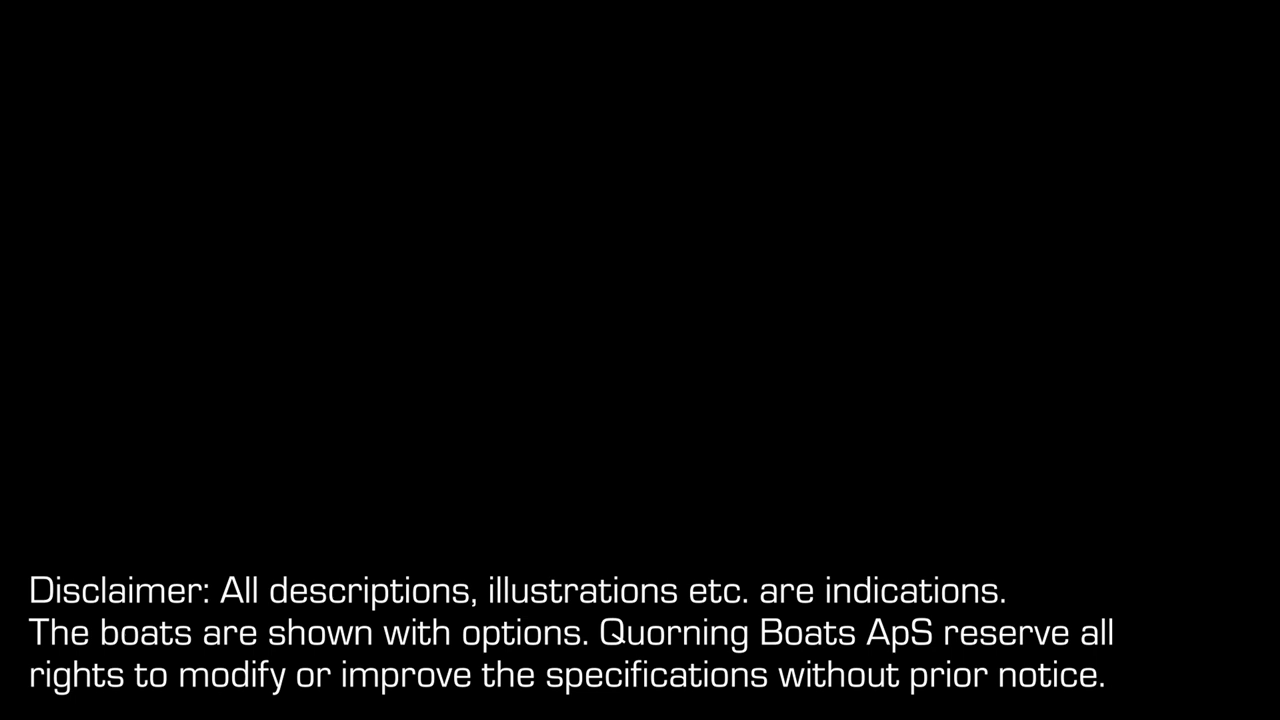 Disclaimer: All descriptions, illustrations etc. are indications.
The boats are shown with options. Quorning Boats ApS reserve all
rights to modify or improve the specifications without prior notice.